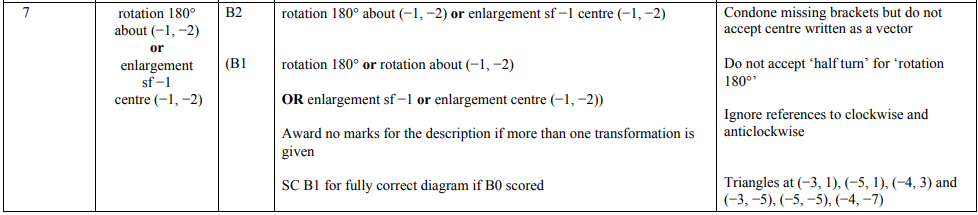 7
rotation 180°
about (−1, −2)
or
enlargement
sf −1
centre (−1, −2)
B2
(B1
rotation 180° about (−1, −2) or enlargement sf −1 centre (−1, −2)
rotation 180° or rotation about (−1, −2)
OR enlargement sf −1 or enlargement centre (−1, −2))
Award no marks for the description if more than one transformation is
given
SC B1 for fully correct diagram if B0 scored
Condone missing brackets but do not
accept centre written as a vector
Do not accept ‘half turn’ for ‘rotation
180°’
Ignore references to clockwise and
anticlockwise
Triangles at (−3, 1), (−5, 1), (−4, 3) and
(−3, −5), (−5, −5), (−4, −7)